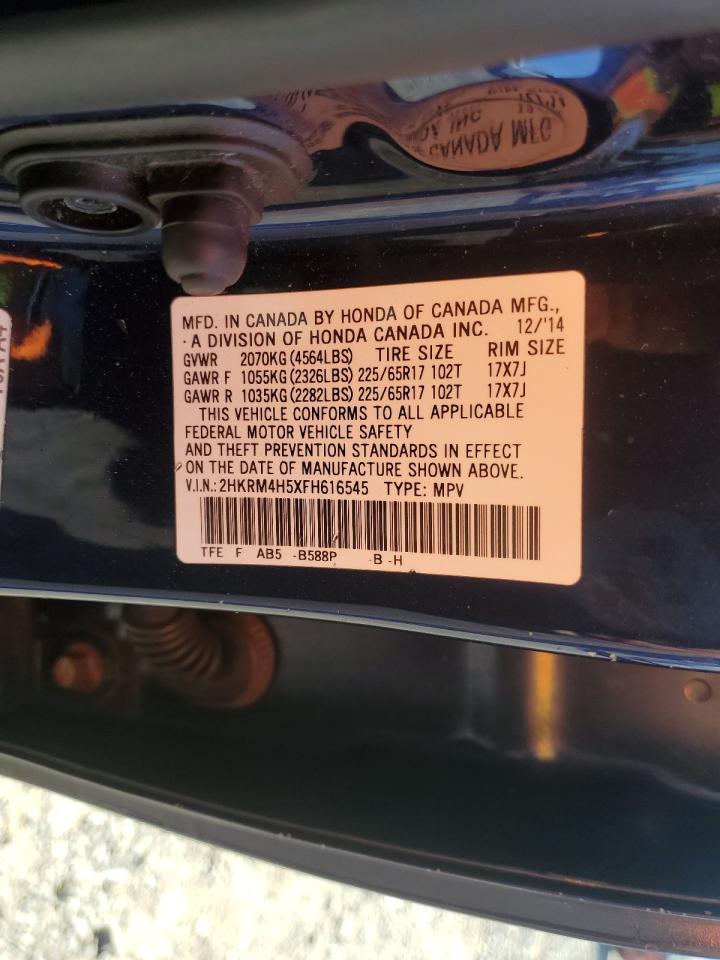 MFD. IN CANADA BY HONDA OF CANADA MFG.,
A DIVISION OF HONDA CANADA INC. 12/'14
GVWR 2070KG (4564LBS) TIRE SIZE RIM SIZE
GAWR F 1055KG (2326LBS) 225/65R17 102T 17X7J
GAWR R 1035KG (2282LBS) 225/65R17 102T 17X7J
THIS VEHICLE CONFORMS TO ALL APPLICABLE
FEDERAL MOTOR VEHICLE SAFETY
AND THEFT PREVENTION STANDARDS IN EFFECT
ON THE DATE OF MANUFACTURE SHOWN ABOVE.
V.I.N.: 2HKRM4H5XFH616545 TYPE: MPV
TFE F AB5 -B588P -B -H